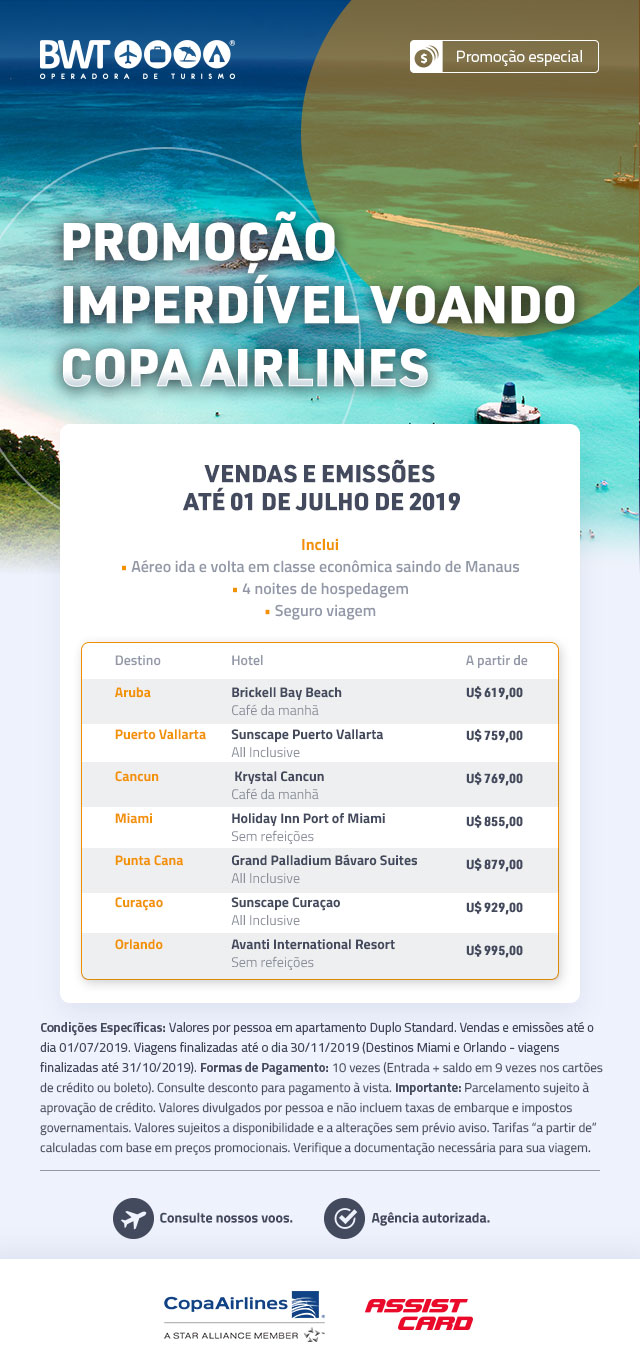 BWT
OPERADORA DE TURISMO
Promoção especial
PROMOÇÃO
IMPERDÍVEL VOANDO
COPA AIRLINES
VENDAS E EMISSÕES
ATÉ 01 DE JULHO DE 2019
Inclui
▪ Aéreo ida e volta em classe econômica saindo de Manaus
▪ 4 noites de hospedagem
▪ Seguro viagem
Destino Hotel A partir de
Aruba Brickell Bay Beach U$ 619,00
Café da manhã
Puerto Vallarta Sunscape Puerto Vallarta U$ 759,00
All Inclusive
Cancun Krystal Cancun U$ 769,00
Café da manhã
Miami Holiday Inn Port of Miami U$ 855,00
Sem refeições
Punta Cana Grand Palladium Bávaro Suites U$ 879,00
All Inclusive
Curaçao Sunscape Curaçao U$ 929,00
All Inclusive
Orlando Avanti International Resort U$ 995,00
Sem refeições
Condições Específicas: Valores por pessoa em apartamento Duplo Standard. Vendas e emissões até o
dia 01/07/2019. Viagens finalizadas até o dia 30/11/2019 (Destinos Miami e Orlando - viagens
finalizadas até 31/10/2019). Formas de Pagamento: 10 vezes (Entrada + saldo em 9 vezes nos cartões
de crédito ou boleto). Consulte desconto para pagamento à vista. Importante: Parcelamento sujeito à
aprovação de crédito. Valores divulgados por pessoa e não incluem taxas de embarque e impostos
governamentais. Valores sujeitos a disponibilidade e a alterações sem prévio aviso. Tarifas “a partir de”
calculadas com base em preços promocionais. Verifique a documentação necessária para sua viagem.
Consulte nossos voos. Agência autorizada.
CopaAirlines ASSIST
CARD
A STAR ALLIANCE MEMBER